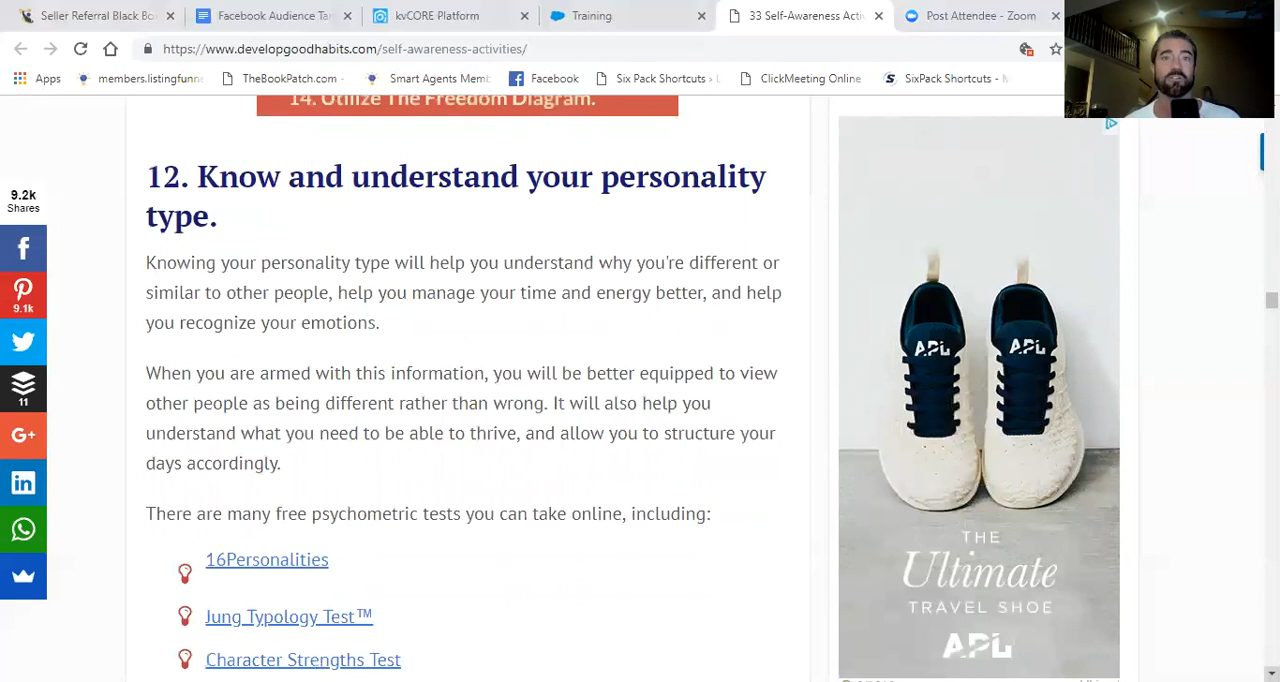 Seller Referral Black Bo
Facebook Audience Tar
kvCORE Platform
Training
33 Self-Awareness Activ
Post Attendee - Zoom
https://www.developgoodhabits.com/self-awareness-activities/
Apps
members.listingfunne
TheBookPatch.com -
Smart Agents Memb
Facebook
Six Pack Shortcuts > L
ClickMeeting Online
SixPack Shortcuts - M
14. Utilize The Freedom Diagram.
12. Know and understand your personality
type.
9.2k
Shares
Knowing your personality type will help you understand why you're different or
similar to other people, help you manage your time and energy better, and help
you recognize your emotions.
9.1k
When you are armed with this information, you will be better equipped to view
other people as being different rather than wrong. It will also help you
understand what you need to be able to thrive, and allow you to structure your
days accordingly.
11
G+
in
There are many free psychometric tests you can take online, including:
16Personalities
Jung Typology Test™
Character Strengths Test
APL APL
THE
Ultimate
TRAVEL SHOE
APL